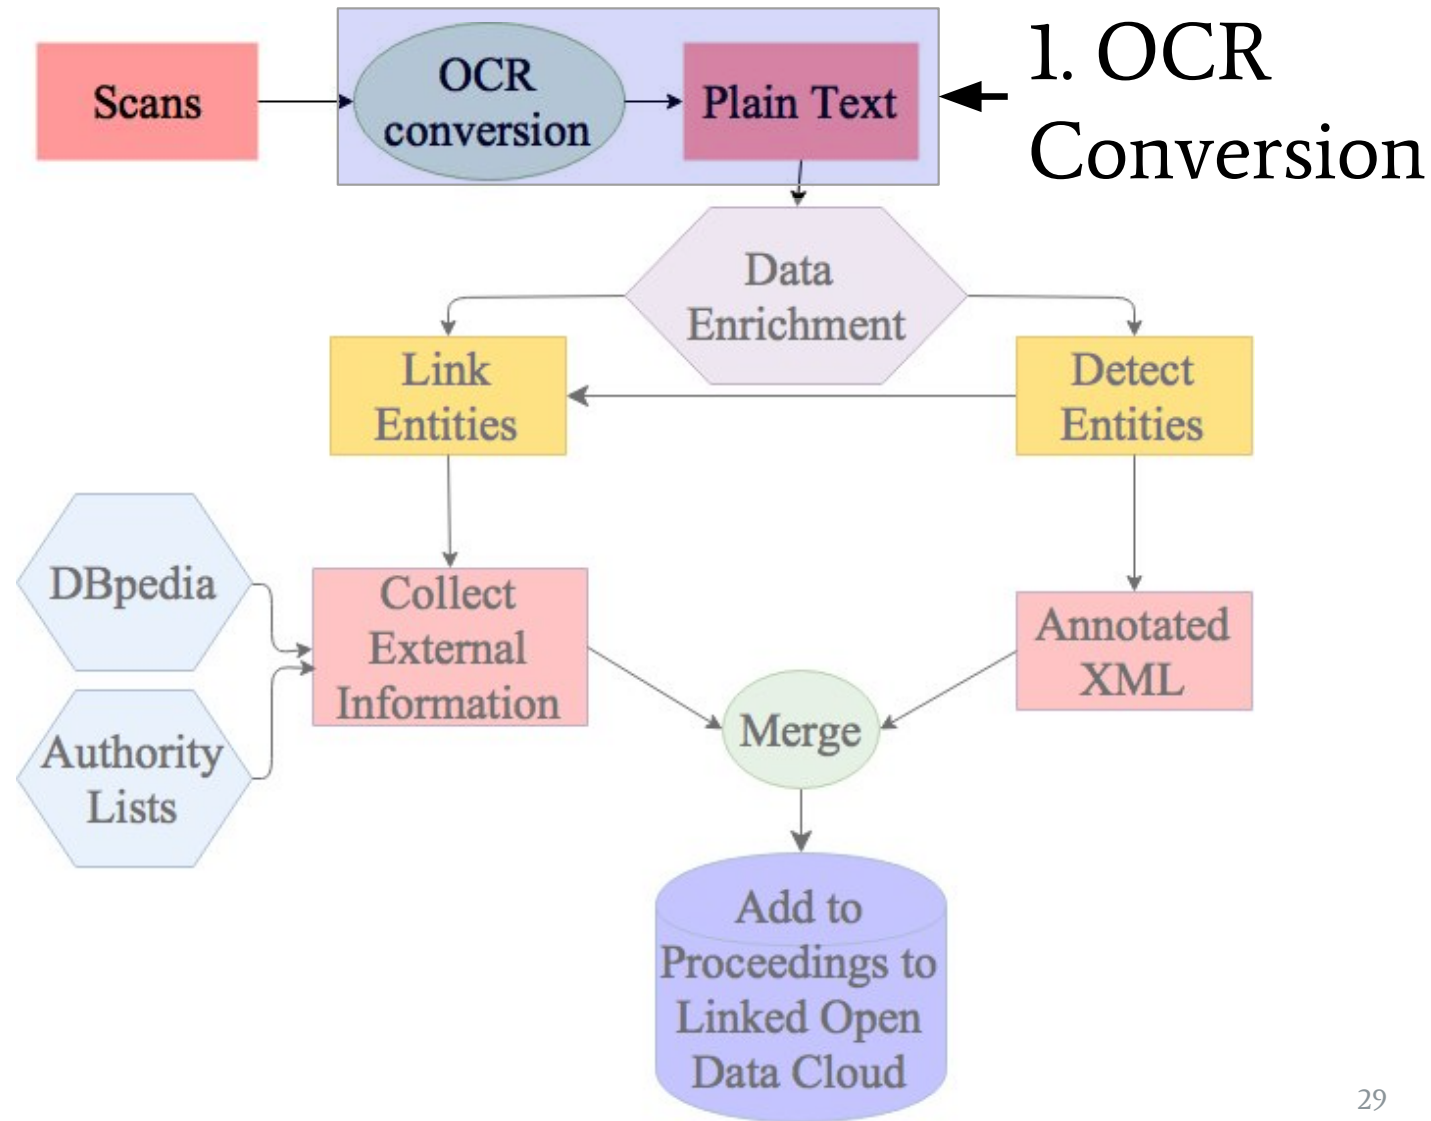 Scans
OCR
conversion
Plain Text
1. OCR
Conversion
Data
Enrichment
Link
Entities
Detect
Entities
DBpedia
Authority
Lists
Collect
External
Information
Annotated
XML
Merge
Add to
Proceedings to
Linked Open
Data Cloud
29